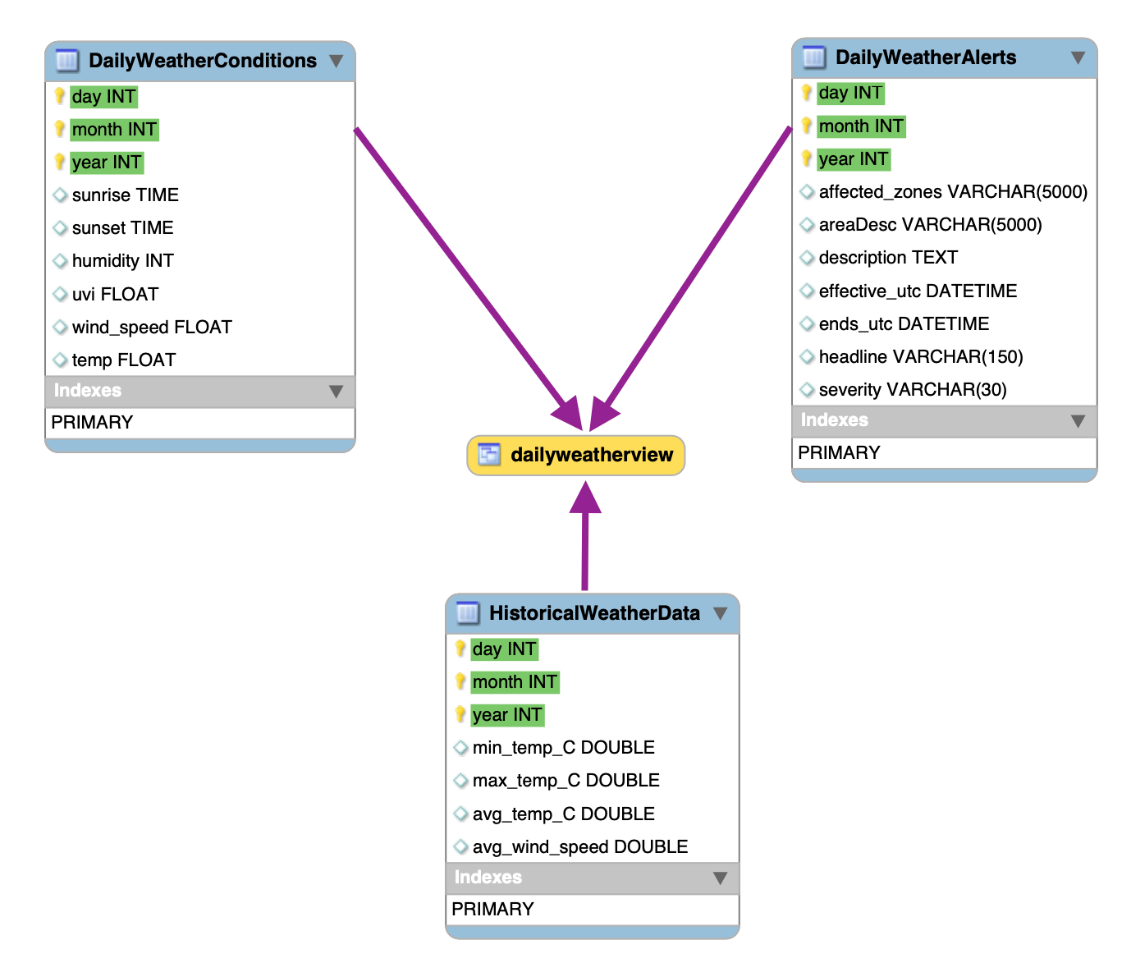 DailyWeatherConditions
day INT
month INT
year INT
sunrise TIME
sunset TIME
humidity INT
uvi FLOAT
wind_speed FLOAT
temp FLOAT
Indexes
PRIMARY
DailyWeatherAlerts
day INT
month INT
year INT
affected_zones VARCHAR(5000)
areaDesc VARCHAR(5000)
description TEXT
effective_utc DATETIME
ends_utc DATETIME
headline VARCHAR(150)
severity VARCHAR(30)
Indexes
PRIMARY
dailyweatherview
HistoricalWeatherData
day INT
month INT
year INT
min_temp_C DOUBLE
max_temp_C DOUBLE
avg_temp_C DOUBLE
avg_wind_speed DOUBLE
Indexes
PRIMARY